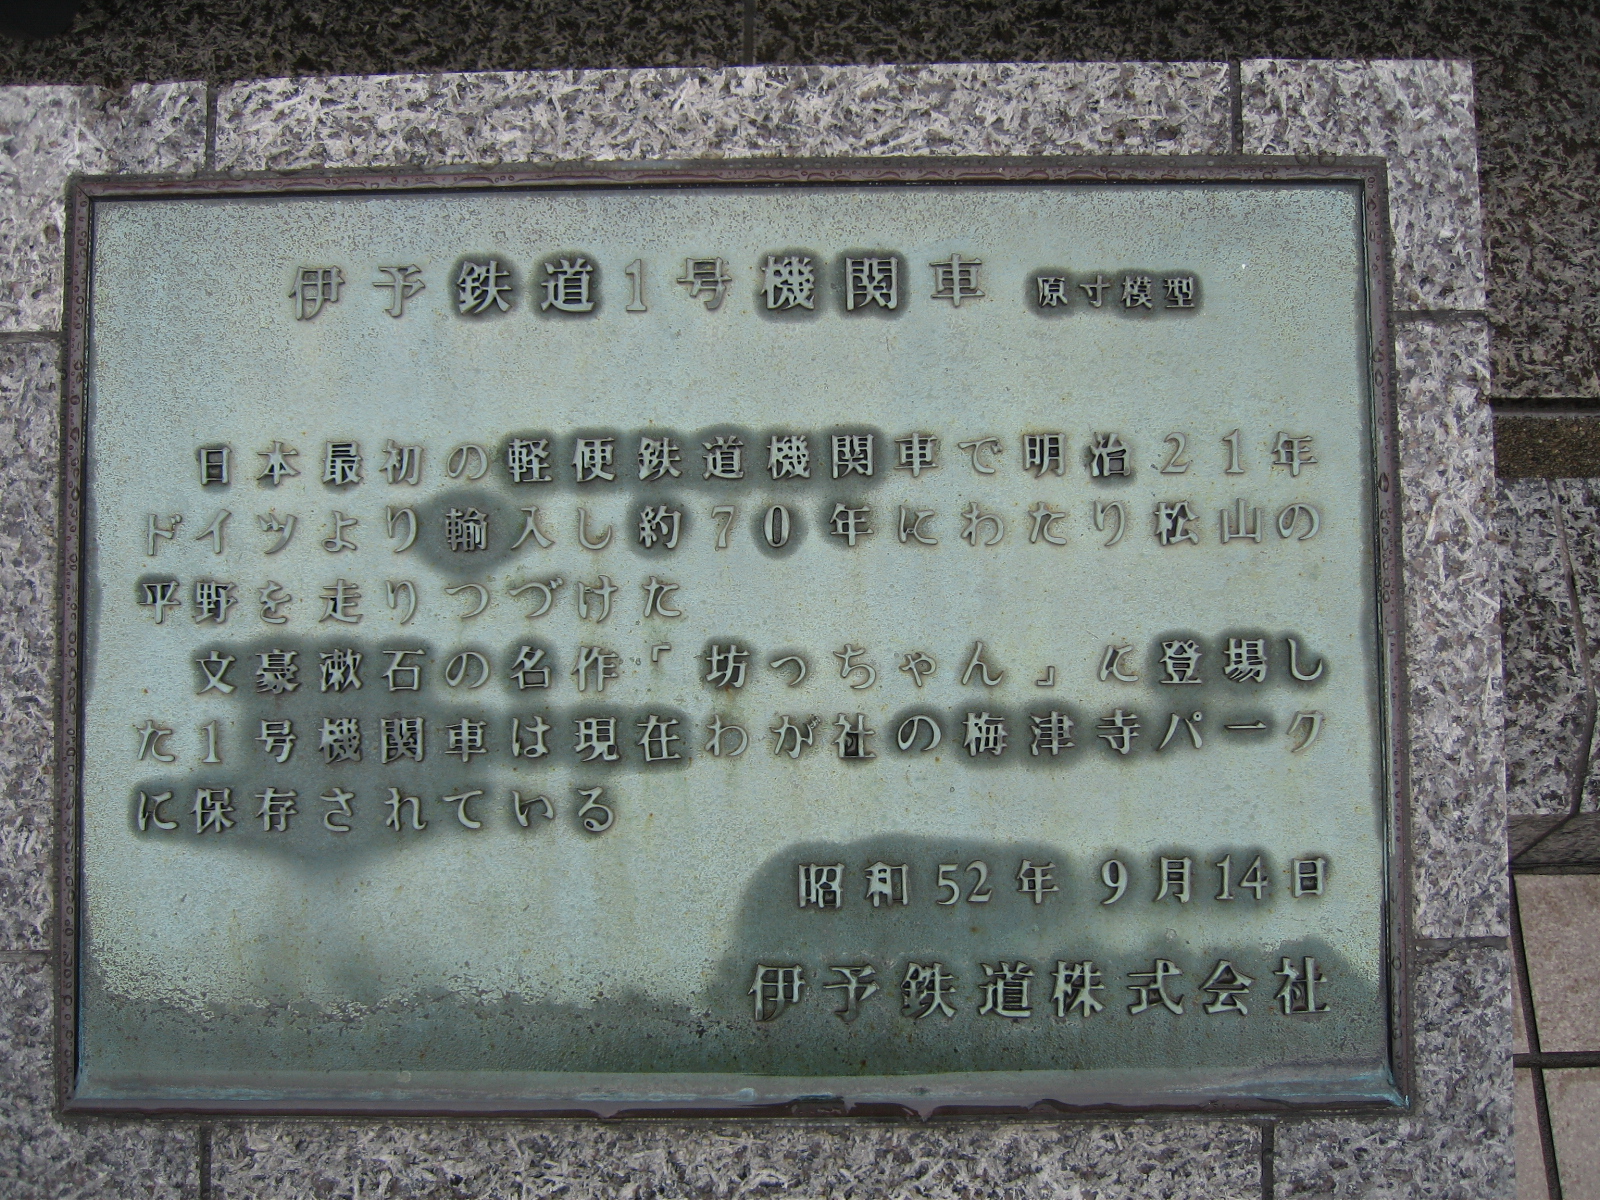 伊予鉄道1号機関車 原寸模型
日本最初の軽便鉄道機関車で明治21年
ドイツより輸入し約70年にわたり松山の
平野を走りつづけた
文豪漱石の名作「坊っちゃん」に登場し
た1号機関車は現在わが社の梅津寺パーク
に保存されている
昭和52年9月14日
伊予鉄道株式会社